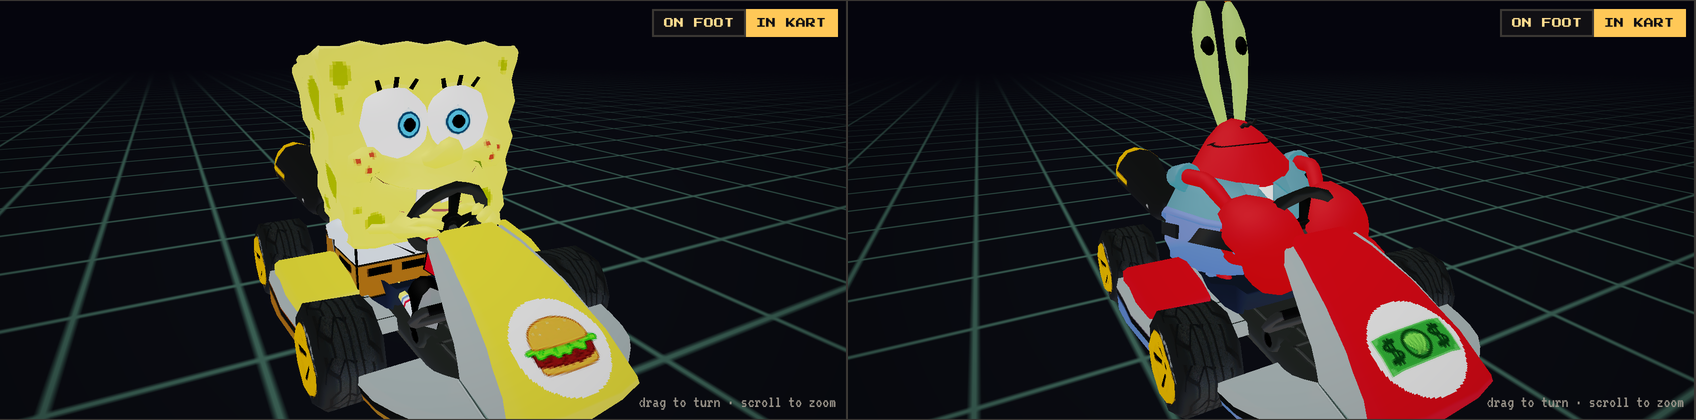 ON FOOT IN KART
drag to turn · scroll to zoom
ON FOOT IN KART
$ $
drag to turn · scroll to zoom